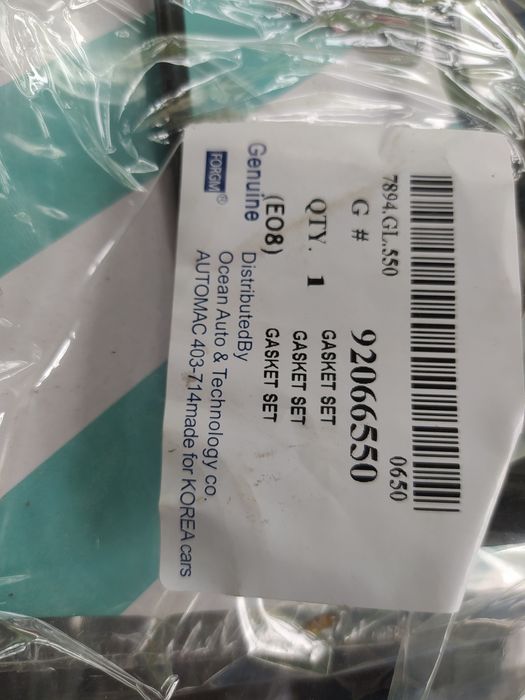 7894.GL.550 0650
G # 92066550
QTY. 1 GASKET SET
GASKET SET
(E08) GASKET SET
Genuine DistributedBy
FORGM® Ocean Auto & Technology co.
AUTOMAC 403-714made for KOREA cars